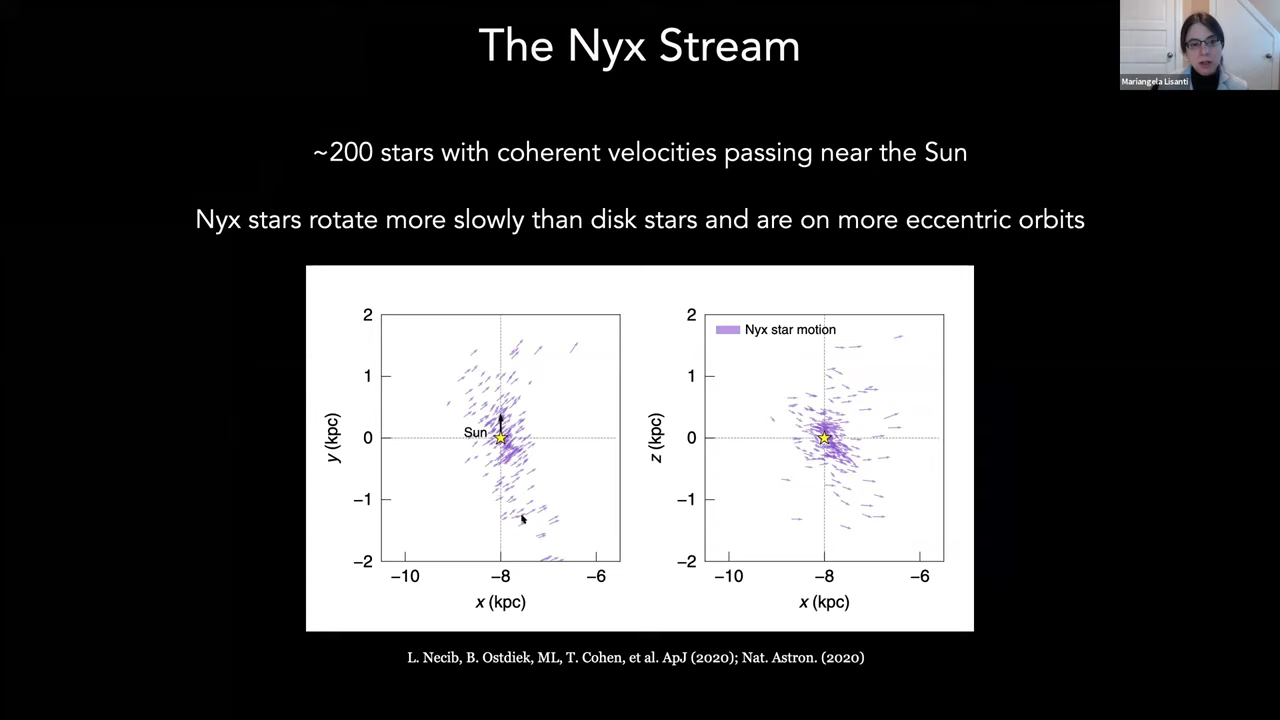 The Nyx Stream
Mariangela Lisanti
~200 stars with coherent velocities passing near the Sun
Nyx stars rotate more slowly than disk stars and are on more eccentric orbits
2
1
0
−1
−2
y (kpc)
Sun
−10
−8
−6
x (kpc)
2
1
0
−1
−2
z (kpc)
Nyx star motion
−10
−8
−6
x (kpc)
L. Necib, B. Ostdiek, ML, T. Cohen, et al. ApJ (2020); Nat. Astron. (2020)